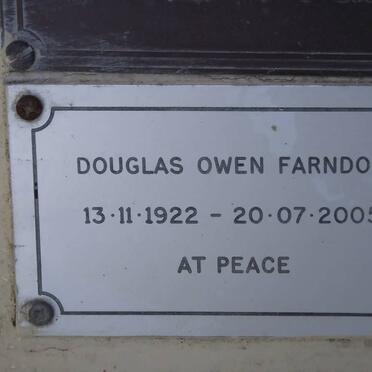 DOUGLAS OWEN FARNDO
13·11·1922 - 20·07·2005
AT PEACE